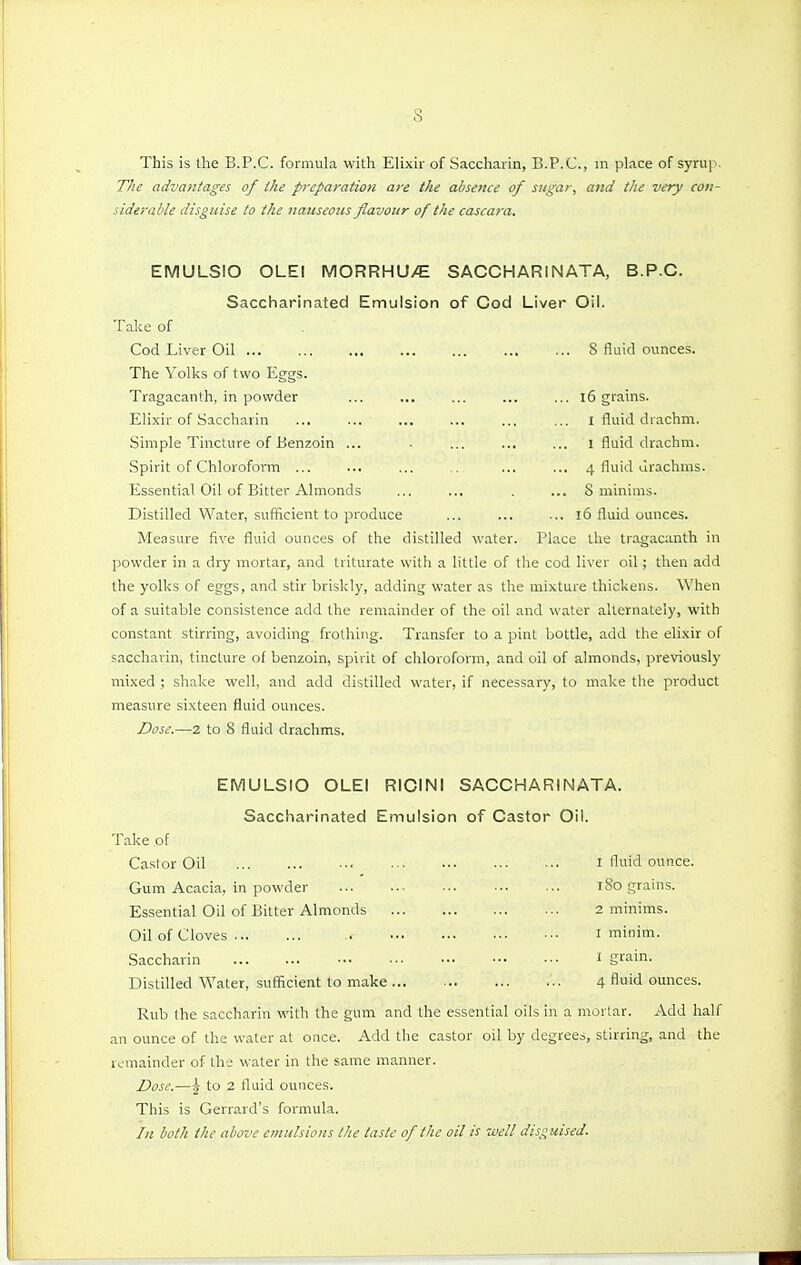 8
This is the B.P.C. formula with Elixir of Saccharin, B.P.C., in place of syrup.
The advantages of the preparation are the absence of sugar, and the very con-
siderable disguise to the nauseous flavour of the cascara.
EMULSIO OLEI MORRHUÆ SACCHARINATA, B.P.C.
Saccharinated Emulsion of Cod Liver Oil.
Take of
Cod Liver Oil ... ... ... ... ... ... ... 8 fluid ounces.
The Yolks of two Eggs.
Tragacanth, in powder ... ... ... ... ... 16 grains.
Elixir of Saccharin ... ... ... ... ... ... 1 fluid drachm.
Simple Tincture of Benzoin ... ... ... ... 1 fluid drachm.
Spirit of Chloroform ... ... ... ... ... ... 4 fluid drachms.
Essential Oil of Bitter Almonds ... ... . ... 8 minims.
Distilled Water, sufficient to produce ... ... ... 16 fluid ounces.
Measure five fluid ounces of the distilled water. Place the tragacanth in
powder in a dry mortar, and triturate with a little of the cod liver oil; then add
the yolks of eggs, and stir briskly, adding water as the mixture thickens. When
of a suitable consistence add the remainder of the oil and water alternately, with
constant stirring, avoiding frothing. Transfer to a pint bottle, add the elixir of
saccharin, tincture of benzoin, spirit of chloroform, and oil of almonds, previously
mixed ; shake well, and add distilled water, if necessary, to make the product
measure sixteen fluid ounces.
Dose.—2 to 8 fluid drachms.
EMULSIO OLEI RICINI SACCHARINATA.
Saccharinated Emulsion of Castor Oil.
Take of
Castor Oil ... ... ... ... ... ... ... 1 fluid ounce.
Gum Acacia, in powder ... ... ... ... ... 180 grains.
Essential Oil of Bitter Almonds ... ... ... ... 2 minims.
Oil of Cloves ... ... . ... ... ... ... 1 minim.
Saccharin ... ... ... ... ... ... ... 1 grain.
Distilled Water, sufficient to make ... ... ... ... 4 fluid ounces.
Rub the saccharin with the gum and the essential oils in a mortar. Add half
an ounce of the water at once. Add the castor oil by degrees, stirring, and the
remainder of the water in the same manner.
Dose.—½ to 2 fluid ounces.
This is Gerrard's formula.
In both the above emulsions the taste of the oil is well disguised.